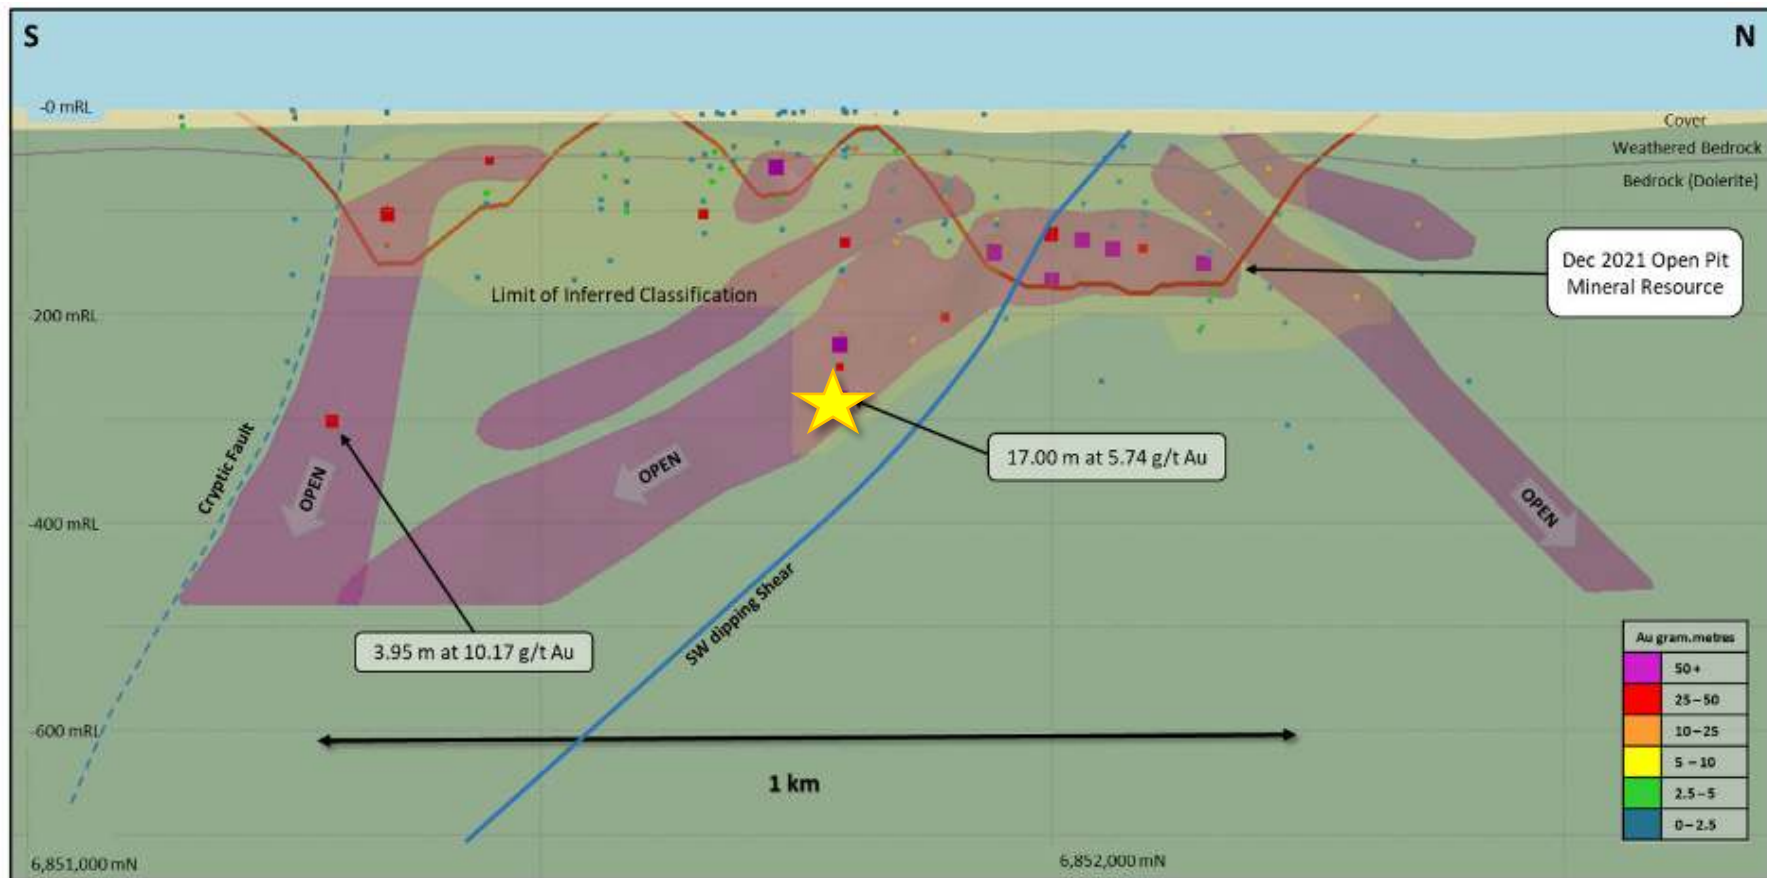 S
N
-0 mRL
Cover
Weathered Bedrock
Bedrock (Dolerite)
Dec 2021 Open Pit
Mineral Resource
Limit of Inferred Classification
-200 mRL
17.00 m at 5.74 g/t Au
Cryptic Fault
OPEN
OPEN
OPEN
-400 mRL
SW dipping Shear
3.95 m at 10.17 g/t Au
Au gram.metres
50+
25–50
10–25
5 – 10
2.5–5
0–2.5
-600 mRL
1 km
6,851,000 mN
6,852,000 mN